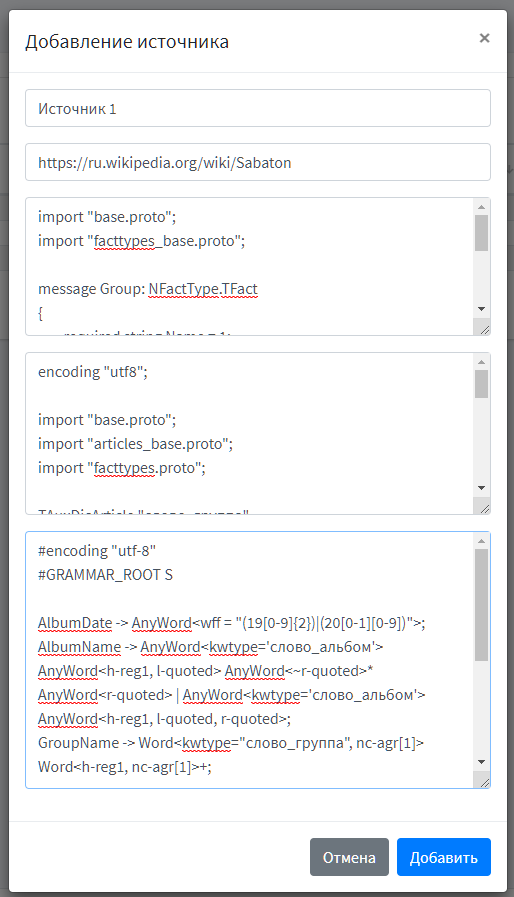 Добавление источника
×
Источник 1
https://ru.wikipedia.org/wiki/Sabaton
import "base.proto";
import "facttypes_base.proto";
message Group: NFactType.TFact
{
required string Name = 1;
encoding "utf8";
import "base.proto";
import "articles_base.proto";
import "facttypes.proto";
TAuxDicArticle "слово_группа"
#encoding "utf-8"
#GRAMMAR_ROOT S
AlbumDate -> AnyWord<wff = "(19[0-9]{2})|(20[0-1][0-9])">;
AlbumName -> AnyWord<kwtype='слово_альбом'>
AnyWord<h-reg1, l-quoted> AnyWord<~r-quoted>*
AnyWord<r-quoted> | AnyWord<kwtype='слово_альбом'>
AnyWord<h-reg1, l-quoted, r-quoted>;
GroupName -> Word<kwtype="слово_группа", nc-agr[1]>
Word<h-reg1, nc-agr[1]>+;
Отмена
Добавить